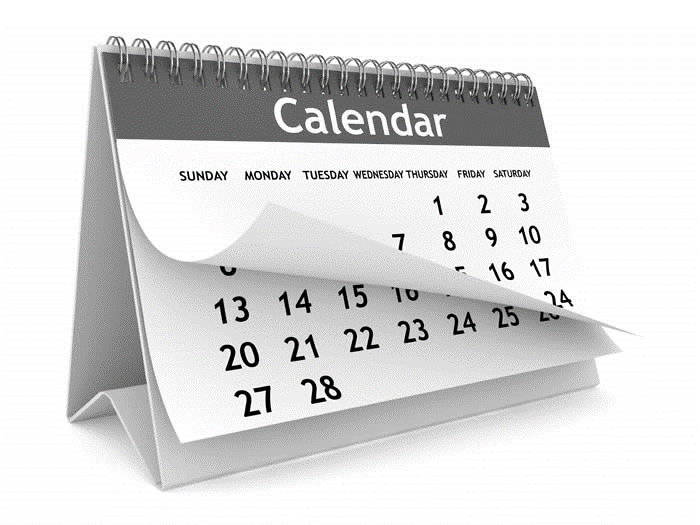 Calendar
SUNDAY MONDAY TUESDAY WEDNESDAY THURSDAY FRIDAY SATURDAY
1 2 3
7 8 9 10
16 17
24
13 14 15 16
20 21 22 23 24 25
27 28